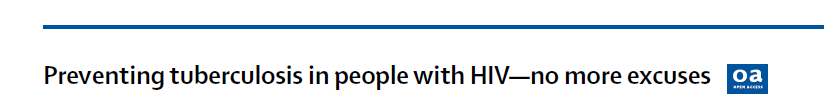 Preventing tuberculosis in people with HIV—no more excuses
oa
OPEN ACCESS